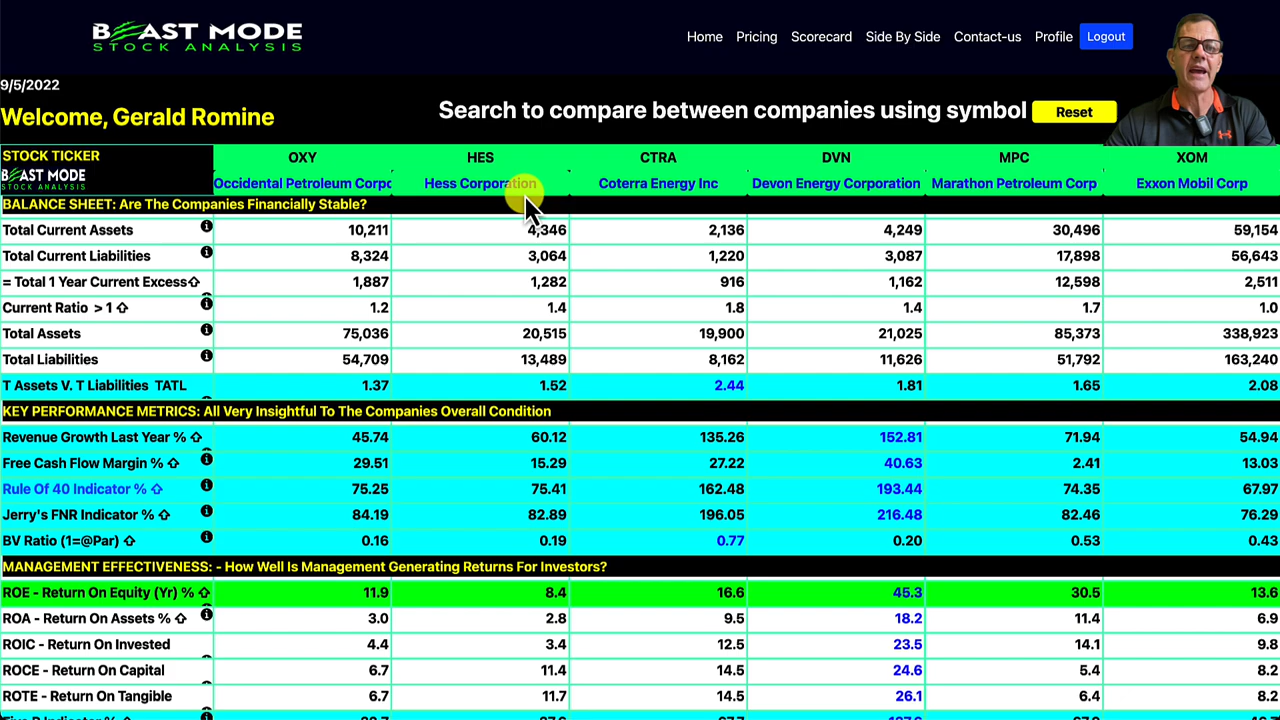 BEAST MODE
STOCK ANALYSIS
Home Pricing Scorecard Side By Side Contact-us Profile Logout
9/5/2022
Welcome, Gerald Romine
Search to compare between companies using symbol Reset
STOCK TICKER OXY HES CTRA DVN MPC XOM
BEAST MODE
STOCK ANALYSIS
Occidental Petroleum Corpo Hess Corporation Coterra Energy Inc Devon Energy Corporation Marathon Petroleum Corp Exxon Mobil Corp
BALANCE SHEET: Are The Companies Financially Stable?
Total Current Assets 10,211 4,346 2,136 4,249 30,496 59,154
Total Current Liabilities 8,324 3,064 1,220 3,087 17,898 56,643
= Total 1 Year Current Excess⇧ 1,887 1,282 916 1,162 12,598 2,511
Current Ratio > 1 ⇧ 1.2 1.4 1.8 1.4 1.7 1.0
Total Assets 75,036 20,515 19,900 21,025 85,373 338,923
Total Liabilities 54,709 13,489 8,162 11,626 51,792 163,240
T Assets V. T Liabilities TATL 1.37 1.52 2.44 1.81 1.65 2.08
KEY PERFORMANCE METRICS: All Very Insightful To The Companies Overall Condition
Revenue Growth Last Year % ⇧ 45.74 60.12 135.26 152.81 71.94 54.94
Free Cash Flow Margin % ⇧ 29.51 15.29 27.22 40.63 2.41 13.03
Rule Of 40 Indicator % ⇧ 75.25 75.41 162.48 193.44 74.35 67.97
Jerry's FNR Indicator % ⇧ 84.19 82.89 196.05 216.48 82.46 76.29
BV Ratio (1=@Par) ⇧ 0.16 0.19 0.77 0.20 0.53 0.43
MANAGEMENT EFFECTIVENESS: - How Well Is Management Generating Returns For Investors?
ROE - Return On Equity (Yr) % ⇧ 11.9 8.4 16.6 45.3 30.5 13.6
ROA - Return On Assets % ⇧ 3.0 2.8 9.5 18.2 11.4 6.9
ROIC - Return On Invested 4.4 3.4 12.5 23.5 14.1 9.8
ROCE - Return On Capital 6.7 11.4 14.5 24.6 5.4 8.2
ROTE - Return On Tangible 6.7 11.7 14.5 26.1 6.4 8.2